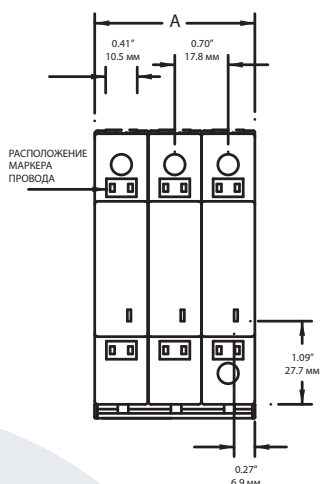 A
0.41"
10.5 мм
0.70"
17.8 мм
РАСПОЛОЖЕНИЕ
МАРКЕРА
ПРОВОДА
1.09"
27.7 мм
0.27"
6.9 мм